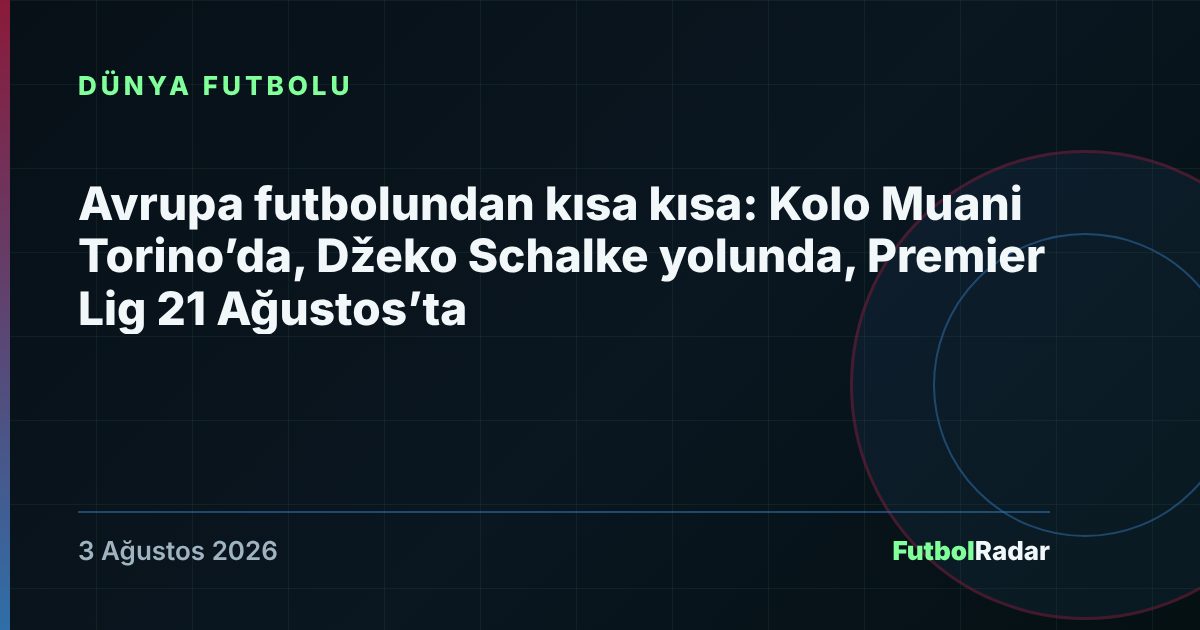 DÜNYA FUTBOLU
Avrupa futbolundan kısa kısa: Kolo Muani
Torino’da, Džeko Schalke yolunda, Premier
Lig 21 Ağustos’ta
3 Ağustos 2026
FutbolRadar